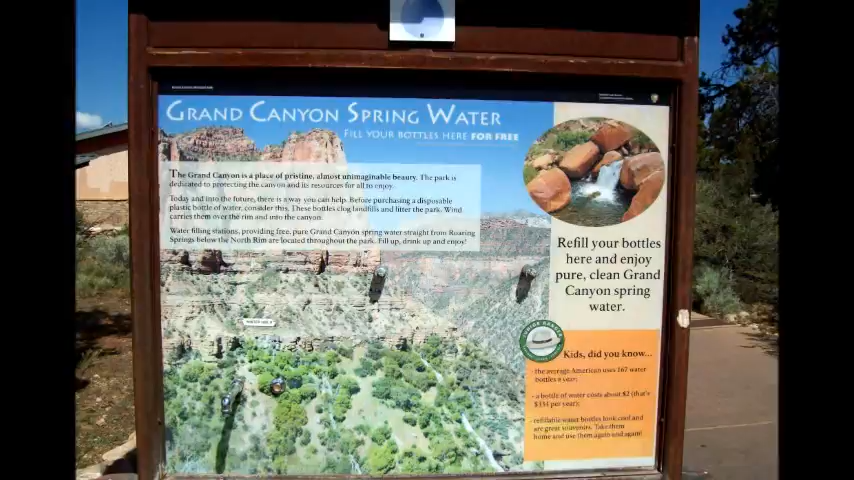 GRAND CANYON SPRING WATER
FILL YOUR BOTTLES HERE FOR FREE
The Grand Canyon is a place of pristine, almost unimaginable beauty. The park is
dedicated to protecting the canyon and its resources for all to enjoy.
Today and into the future, there is a way you can help. Before purchasing a disposable
plastic bottle of water, consider this. These bottles clog landfills and litter the park. Wind
carries them over the rim and into the canyon.
Water filling stations, providing free, pure Grand Canyon spring water straight from Roaring
Springs below the North Rim are located throughout the park. Fill up, drink up and enjoy!
Refill your bottles
here and enjoy
pure, clean Grand
Canyon spring
water.
JUNIOR RANGER
Kids, did you know...
- the average American uses 167 water
bottles a year;
- a bottle of water costs about $2 (that's
$334 per year);
- refillable water bottles look cool and
are great souvenirs. Take them
home and use them again and again!